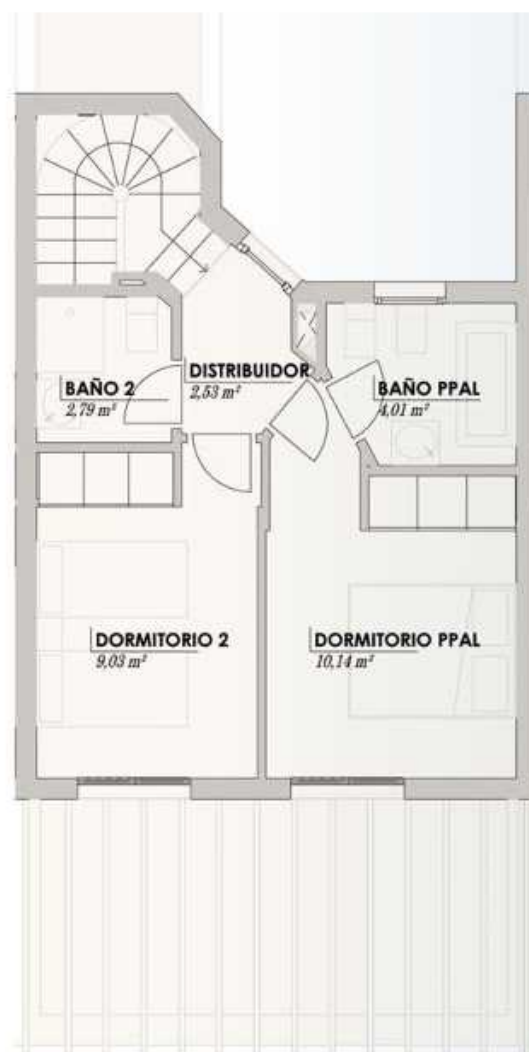 DISTRIBUIDOR
2,53 m²
BAÑO 2
2,79 m²
BAÑO PPAL
4,01 m²
DORMITORIO 2
9,03 m²
DORMITORIO PPAL
10,14 m²